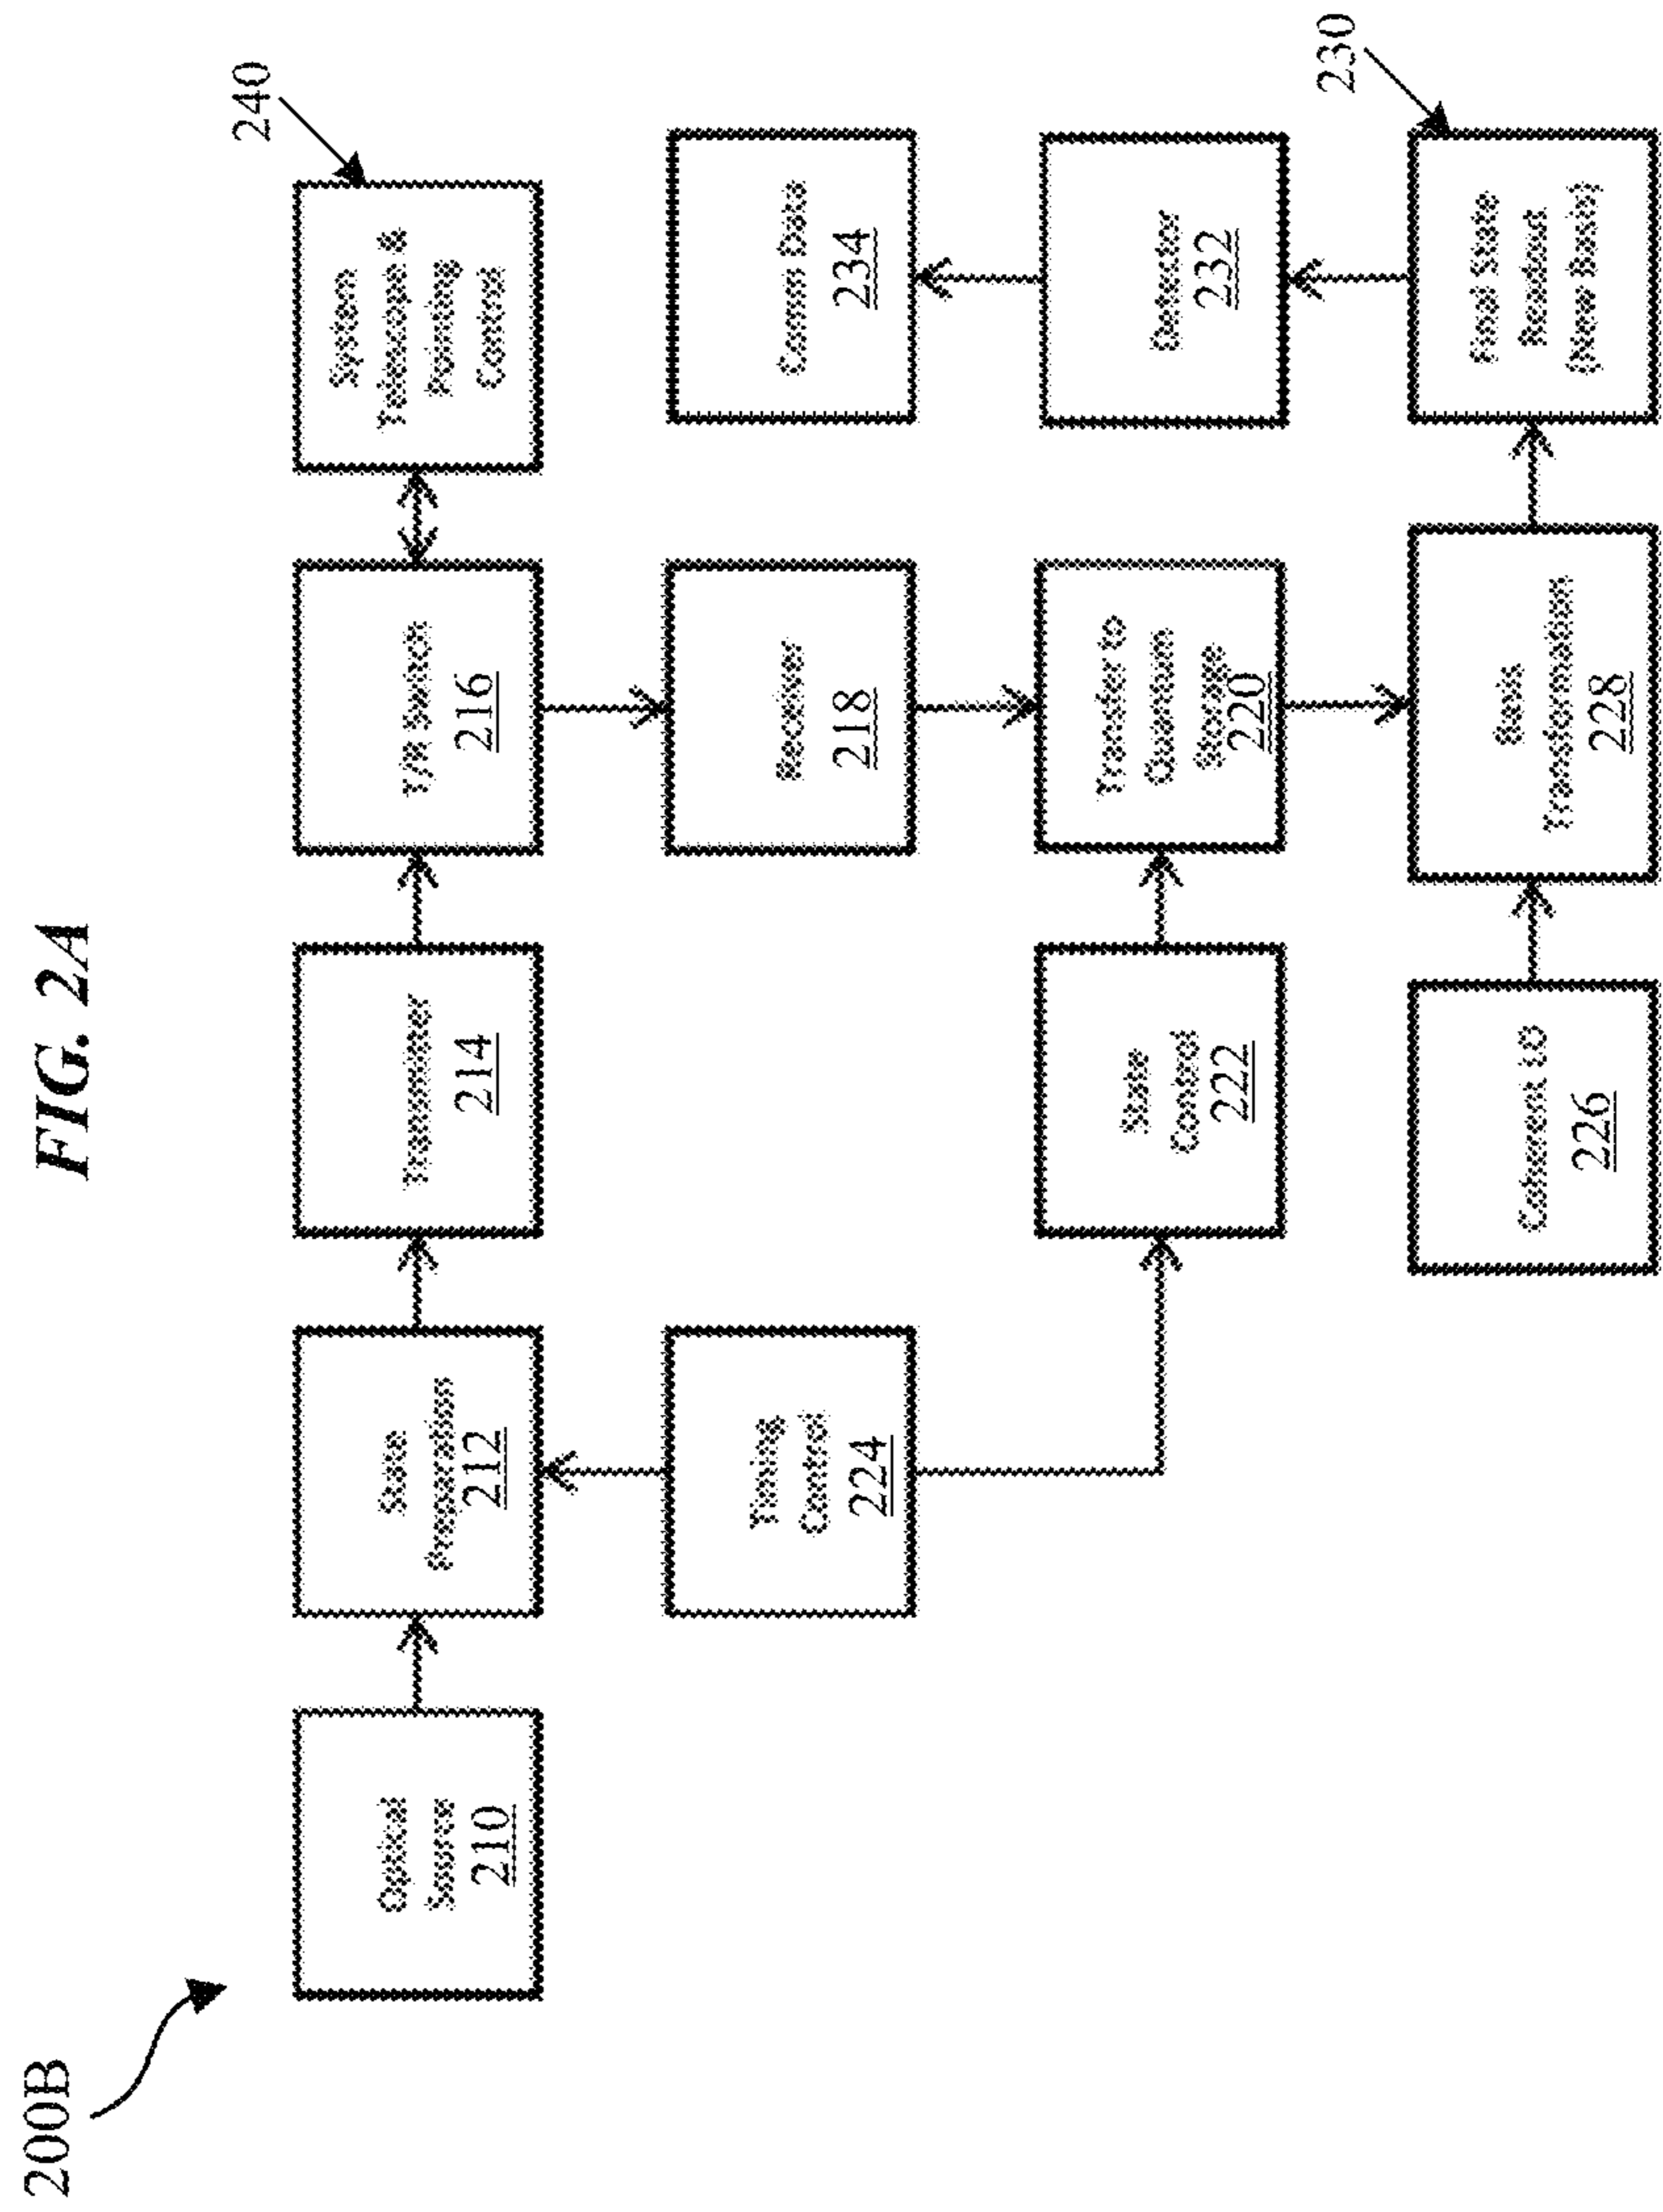 FIG. 2A
200B
Optical
Source
210
State
Preparation
212
Transmitter
214
T/R Switch
216
System
Telescope &
Pointing
Control
240
Timing
Control
224
Receiver
218
Comm Data
234
State
Control
222
Transfer to
Quantum
Storage
220
Detector
232
Coherent LO
226
Basis
Transformation
228
Final State
Readout
(New Basis)
230